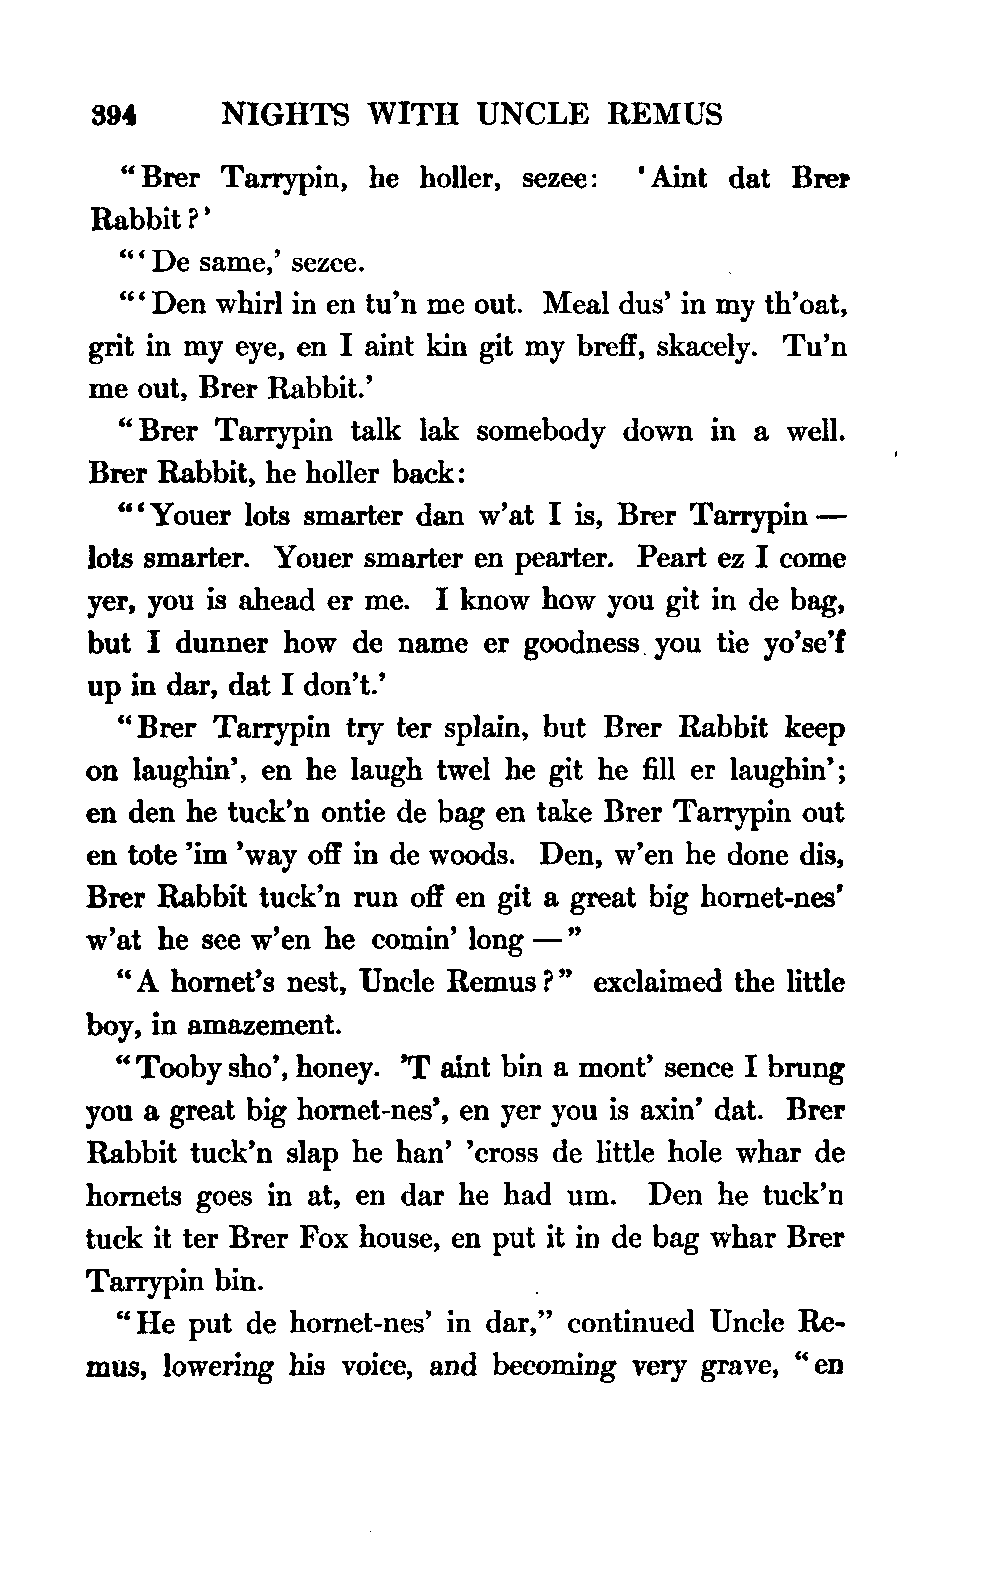 394 NIGHTS WITH UNCLE REMUS
“Brer Tarrypin, he holler, sezee: 'Aint dat Brer
Rabbit?’
“‘De same,’ sezee.
“‘Den whirl in en tu’n me out. Meal dus’ in my th’oat,
grit in my eye, en I aint kin git my breff, skacely. Tu’n
me out, Brer Rabbit.’
“Brer Tarrypin talk lak somebody down in a well.
Brer Rabbit, he holler back:
“‘Youer lots smarter dan w’at I is, Brer Tarrypin —
lots smarter. Youer smarter en pearter. Peart ez I come
yer, you is ahead er me. I know how you git in de bag,
but I dunner how de name er goodness you tie yo’se’f
up in dar, dat I don’t.’
“Brer Tarrypin try ter splain, but Brer Rabbit keep
on laughin’, en he laugh twel he git he fill er laughin’;
en den he tuck’n ontie de bag en take Brer Tarrypin out
en tote ’im ’way off in de woods. Den, w’en he done dis,
Brer Rabbit tuck’n run off en git a great big hornet-nes’
w’at he see w’en he comin’ long — ”
“A hornet’s nest, Uncle Remus?” exclaimed the little
boy, in amazement.
“Tooby sho’, honey. ’T aint bin a mont’ sence I brung
you a great big hornet-nes’, en yer you is axin’ dat. Brer
Rabbit tuck’n slap he han’ ’cross de little hole whar de
hornets goes in at, en dar he had um. Den he tuck’n
tuck it ter Brer Fox house, en put it in de bag whar Brer
Tarrypin bin.
“He put de hornet-nes’ in dar,” continued Uncle Re-
mus, lowering his voice, and becoming very grave, “en